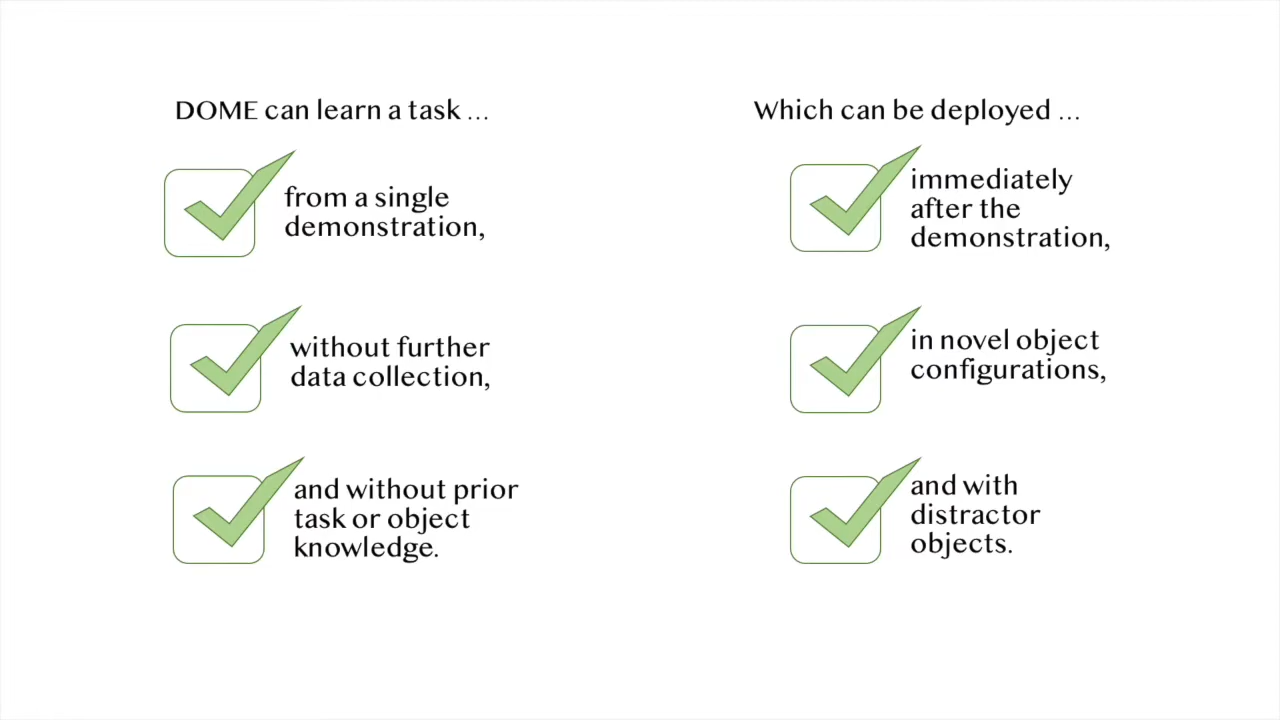 DOME can learn a task ...
from a single
demonstration,
without further
data collection,
and without prior
task or object
knowledge.
Which can be deployed ...
immediately
after the
demonstration,
in novel object
configurations,
and with
distractor
objects.